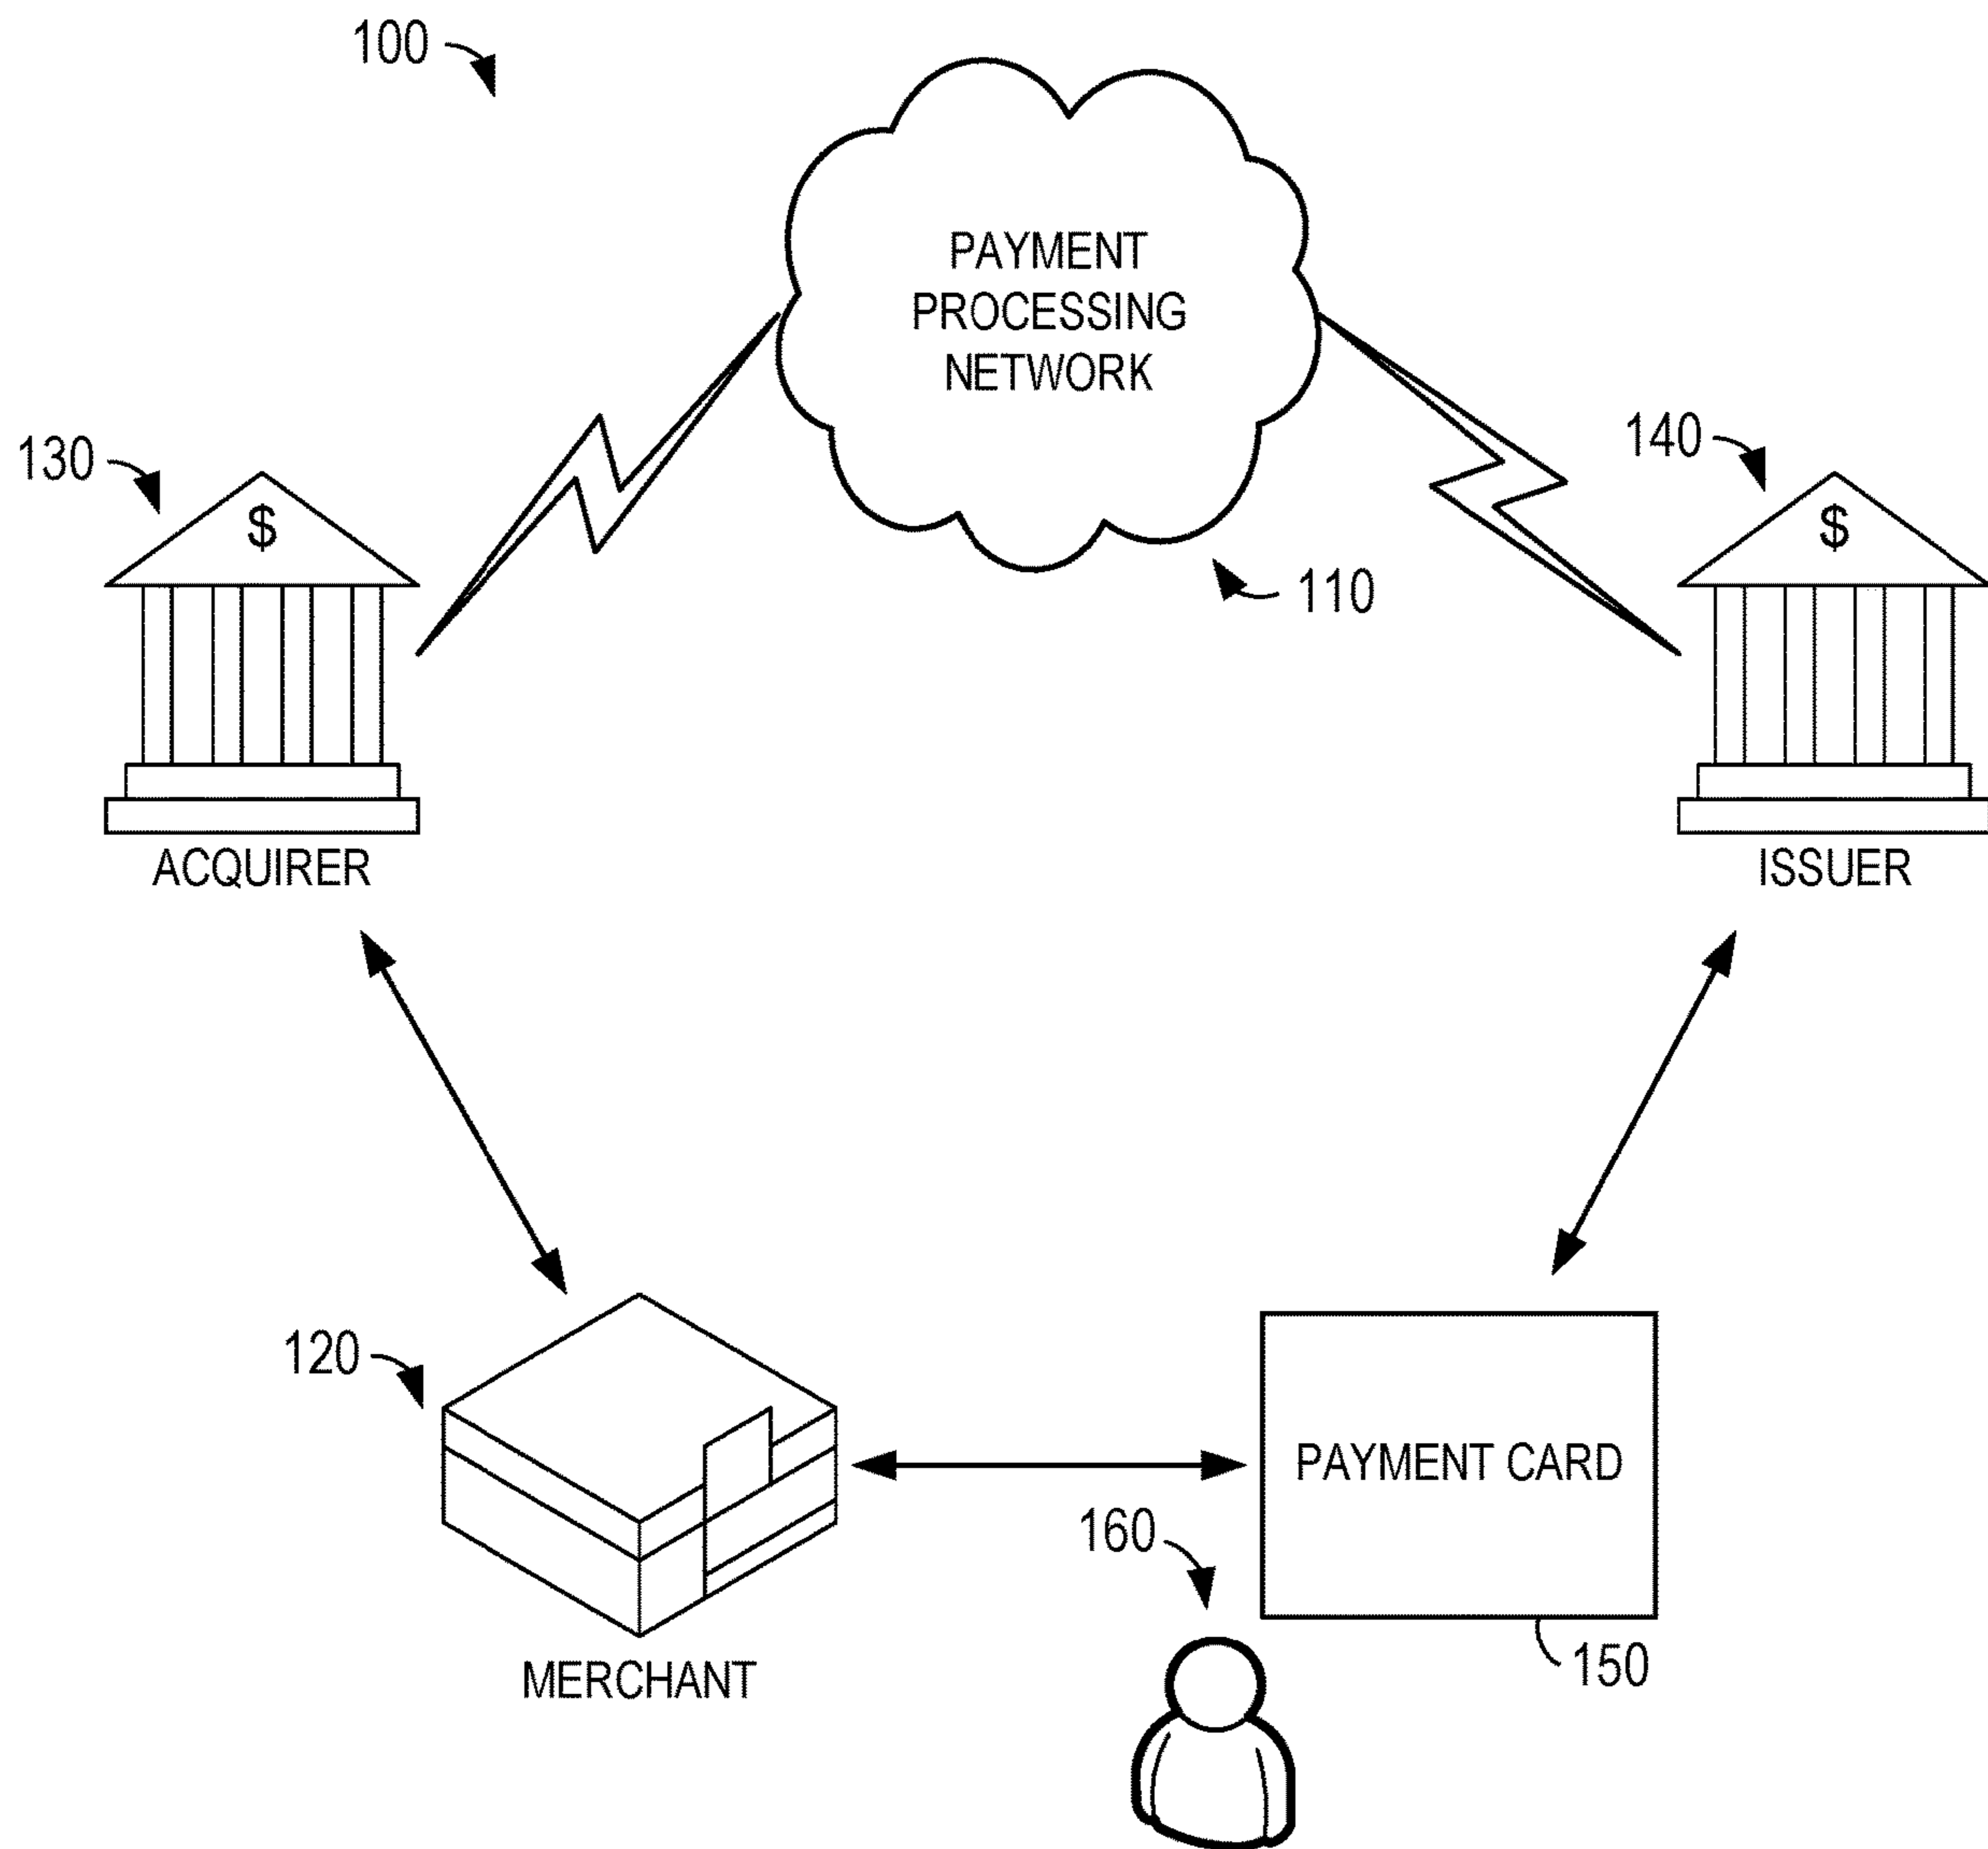 100
PAYMENT
PROCESSING
NETWORK
130
$
140
$
110
ACQUIRER
ISSUER
120
PAYMENT CARD
160
150
MERCHANT